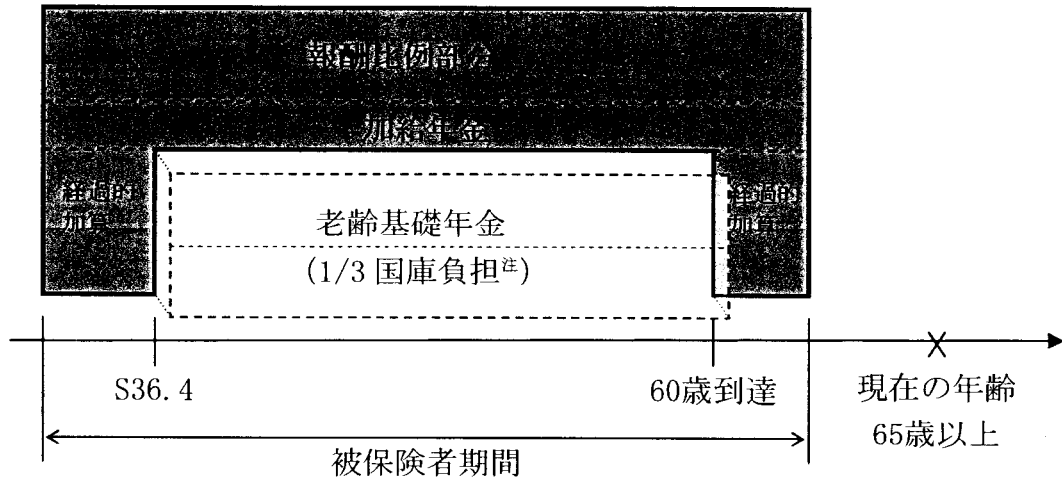 報酬比例部分
加給年金
経過的
加算
経過的
加算
老齢基礎年金
(1/3 国庫負担注)
S36.4
60歳到達
現在の年齢
65歳以上
被保険者期間